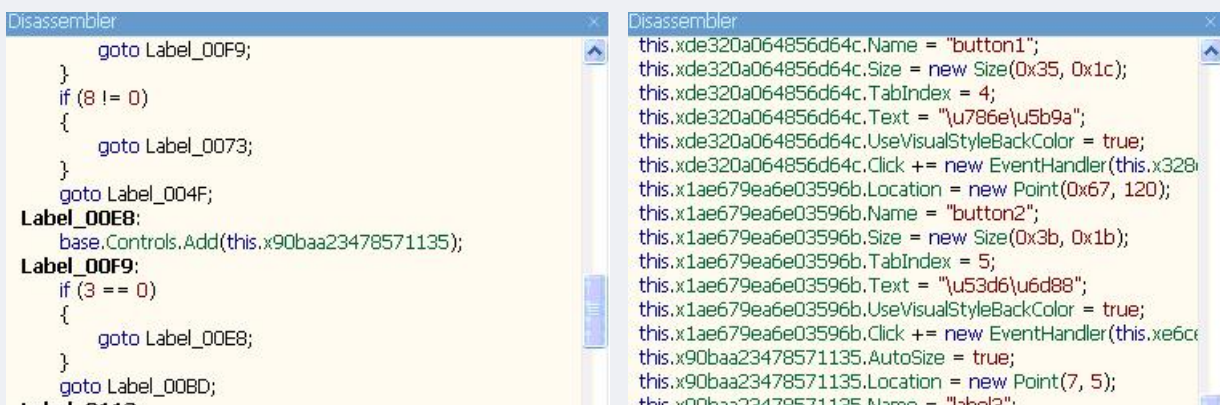 Disassembler
goto Label_00F9;
}
if (8 != 0)
{
goto Label_0073;
}
goto Label_004F;
Label_00E8:
base.Controls.Add(this.x90baa23478571135);
Label_00F9:
if (3 == 0)
{
goto Label_00E8;
}
goto Label_00BD;
Disassembler
this.xde320a064856d64c.Name = "button1";
this.xde320a064856d64c.Size = new Size(0x35, 0x1c);
this.xde320a064856d64c.TabIndex = 4;
this.xde320a064856d64c.Text = "\u786e\u5b9a";
this.xde320a064856d64c.UseVisualStyleBackColor = true;
this.xde320a064856d64c.Click += new EventHandler(this.x328
this.x1ae679ea6e03596b.Location = new Point(0x67, 120);
this.x1ae679ea6e03596b.Name = "button2";
this.x1ae679ea6e03596b.Size = new Size(0x3b, 0x1b);
this.x1ae679ea6e03596b.TabIndex = 5;
this.x1ae679ea6e03596b.Text = "\u53d6\u6d88";
this.x1ae679ea6e03596b.UseVisualStyleBackColor = true;
this.x1ae679ea6e03596b.Click += new EventHandler(this.xe6ce
this.x90baa23478571135.AutoSize = true;
this.x90baa23478571135.Location = new Point(7, 5);
this.x90baa23478571135.Name = "label2";